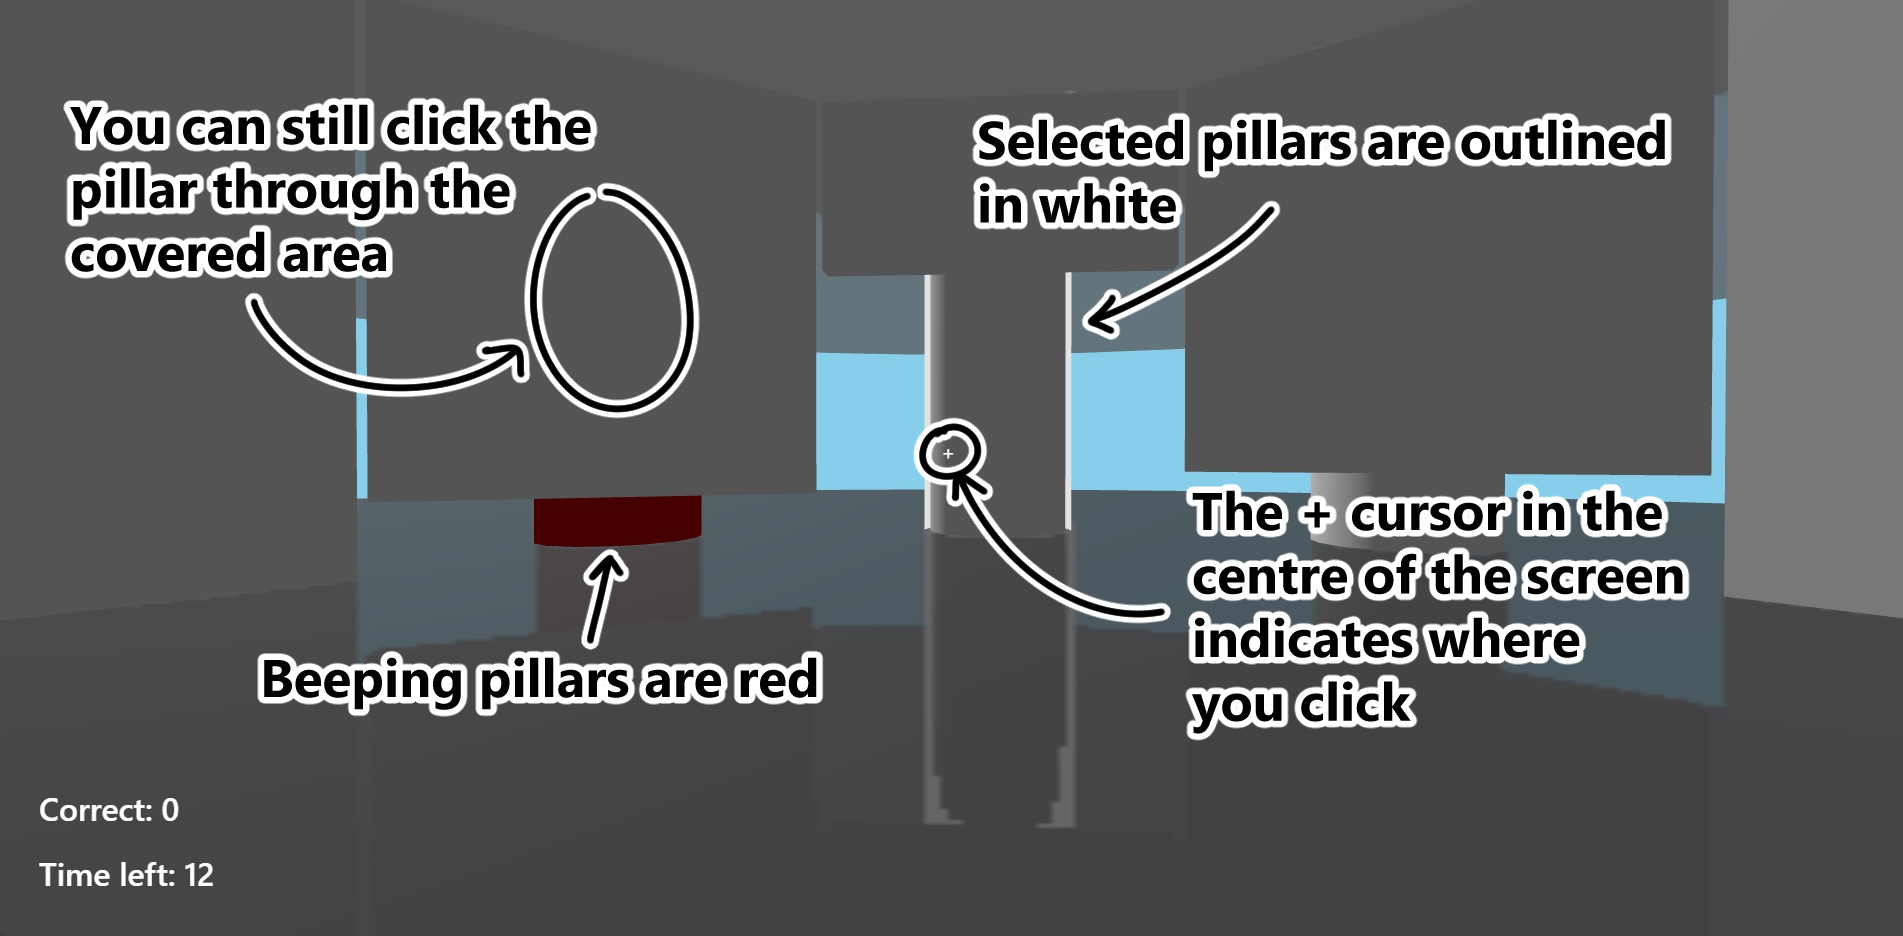 You can still click the
pillar through the
covered area
Selected pillars are outlined
in white
The + cursor in the
centre of the screen
indicates where
you click
Beeping pillars are red
Correct: 0
Time left: 12